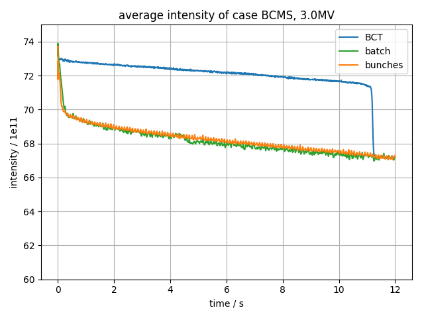 average intensity of case BCMS, 3.0MV
intensity / 1e11
74
72
70
68
66
64
62
60
BCT
batch
bunches
0
2
4
6
8
10
12
time / s